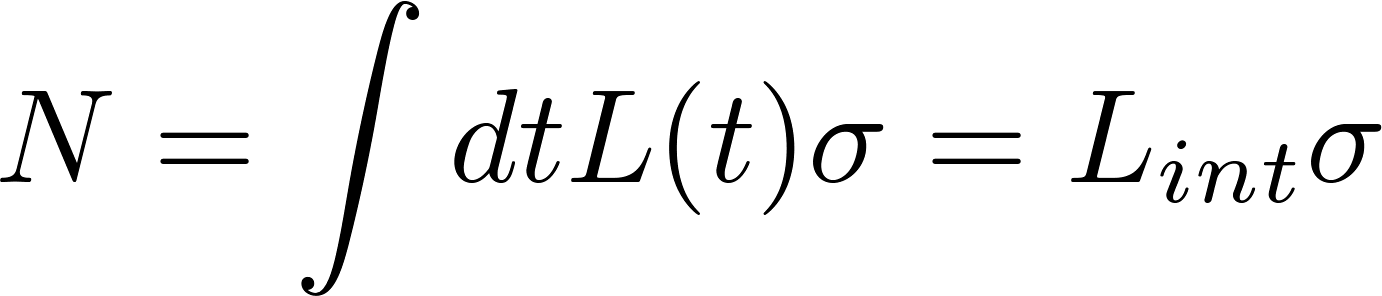 N = ∫ dtL(t)σ = L_{int}σ